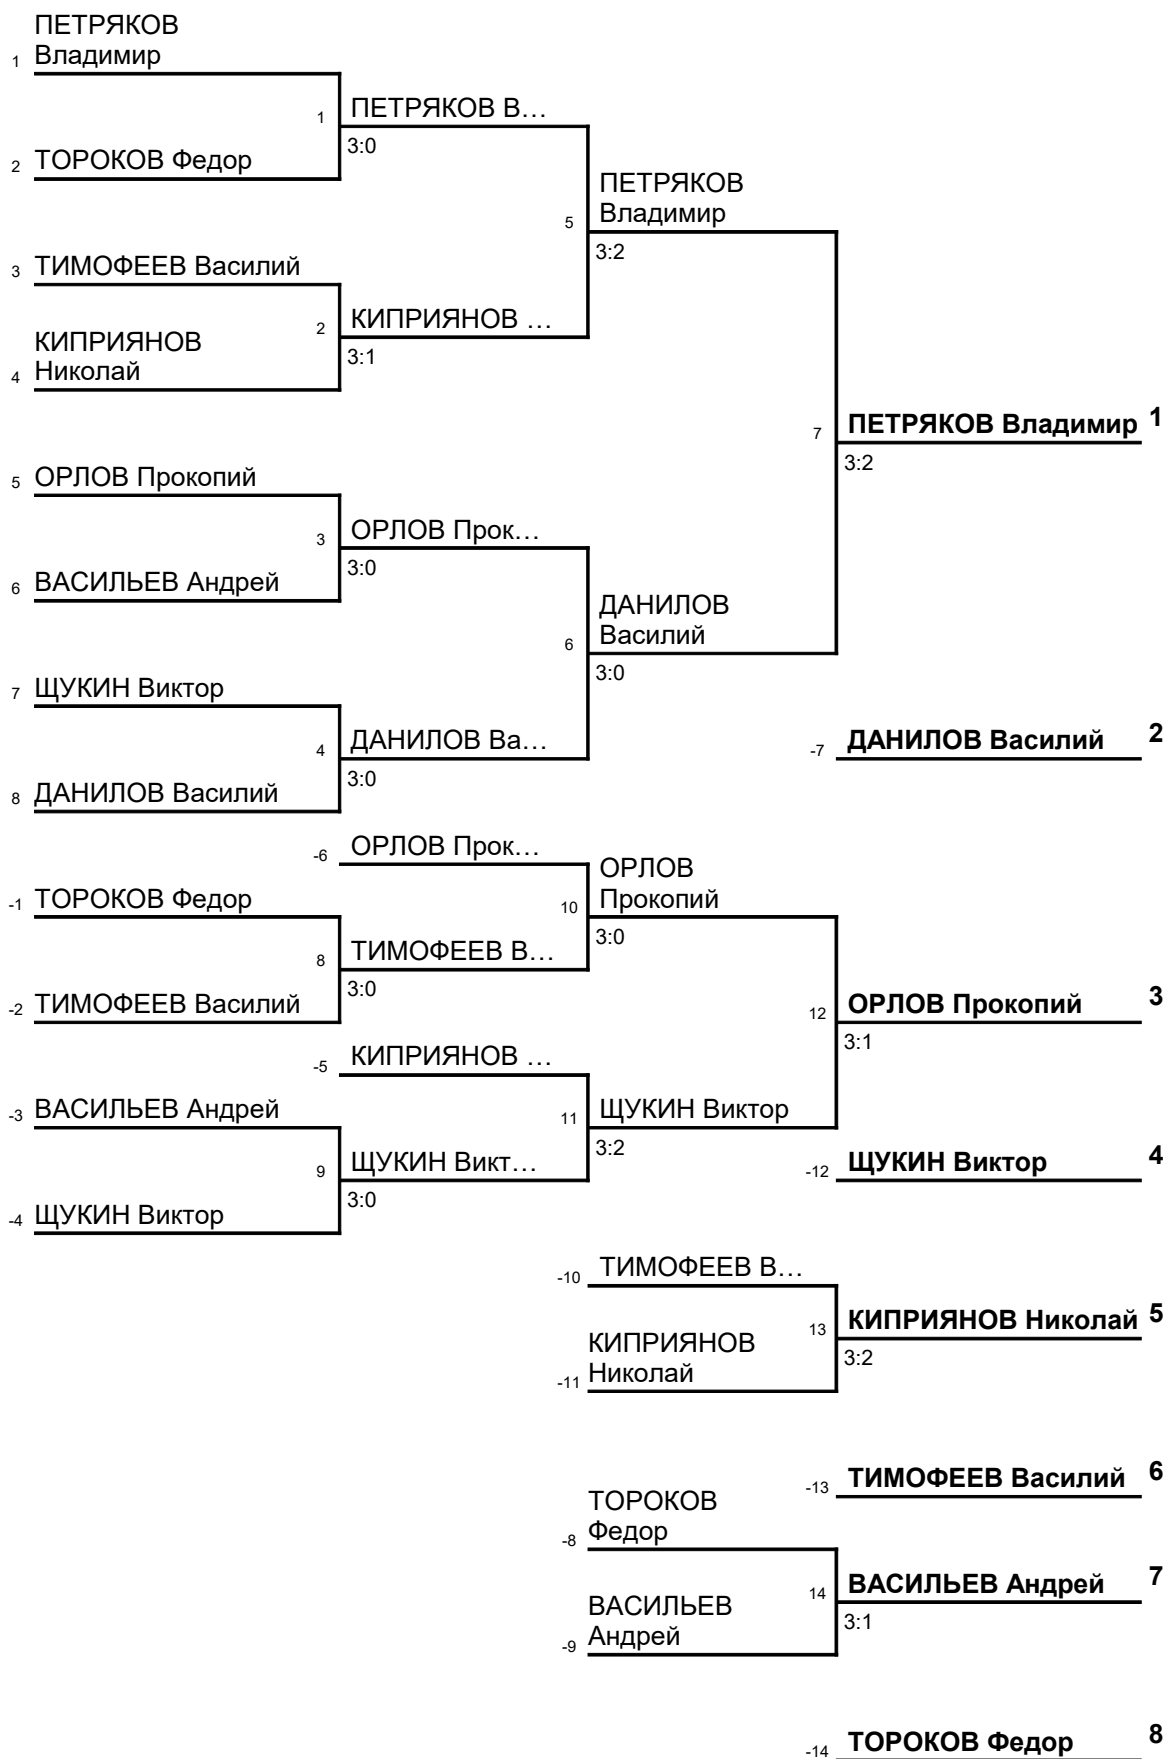 ПЕТРЯКОВ
Владимир
1
1
ПЕТРЯКОВ В…
3:0
2
ТОРОКОВ Федор
ПЕТРЯКОВ
Владимир
5
3:2
3
ТИМОФЕЕВ Василий
2
КИПРИЯНОВ …
3:1
КИПРИЯНОВ
Николай
4
7
ПЕТРЯКОВ Владимир
1
3:2
5
ОРЛОВ Прокопий
3
ОРЛОВ Прок…
3:0
6
ВАСИЛЬЕВ Андрей
ДАНИЛОВ
Василий
6
3:0
7
ЩУКИН Виктор
4
ДАНИЛОВ Ва…
3:0
-7
ДАНИЛОВ Василий
2
8
ДАНИЛОВ Василий
-6
ОРЛОВ Прок…
ОРЛОВ
Прокопий
10
3:0
-1
ТОРОКОВ Федор
8
ТИМОФЕЕВ В…
3:0
-2
ТИМОФЕЕВ Василий
12
ОРЛОВ Прокопий
3
3:1
-5
КИПРИЯНОВ …
-3
ВАСИЛЬЕВ Андрей
11
ЩУКИН Виктор
3:2
9
ЩУКИН Викт…
3:0
-12
ЩУКИН Виктор
4
-4
ЩУКИН Виктор
-10
ТИМОФЕЕВ В…
13
КИПРИЯНОВ Николай
5
3:2
КИПРИЯНОВ
Николай
-11
-13
ТИМОФЕЕВ Василий
6
ТОРОКОВ
Федор
-8
14
ВАСИЛЬЕВ Андрей
7
3:1
ВАСИЛЬЕВ
Андрей
-9
-14
ТОРОКОВ Федор
8